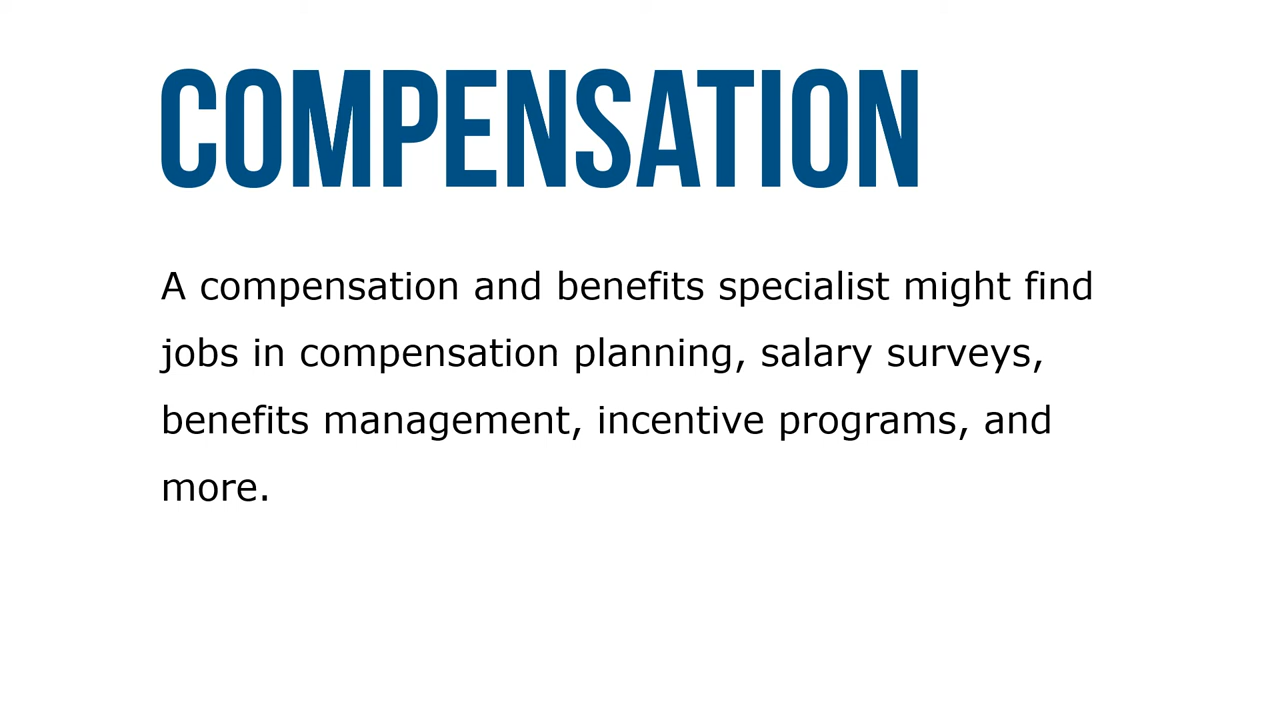 COMPENSATION
A compensation and benefits specialist might find
jobs in compensation planning, salary surveys,
benefits management, incentive programs, and
more.